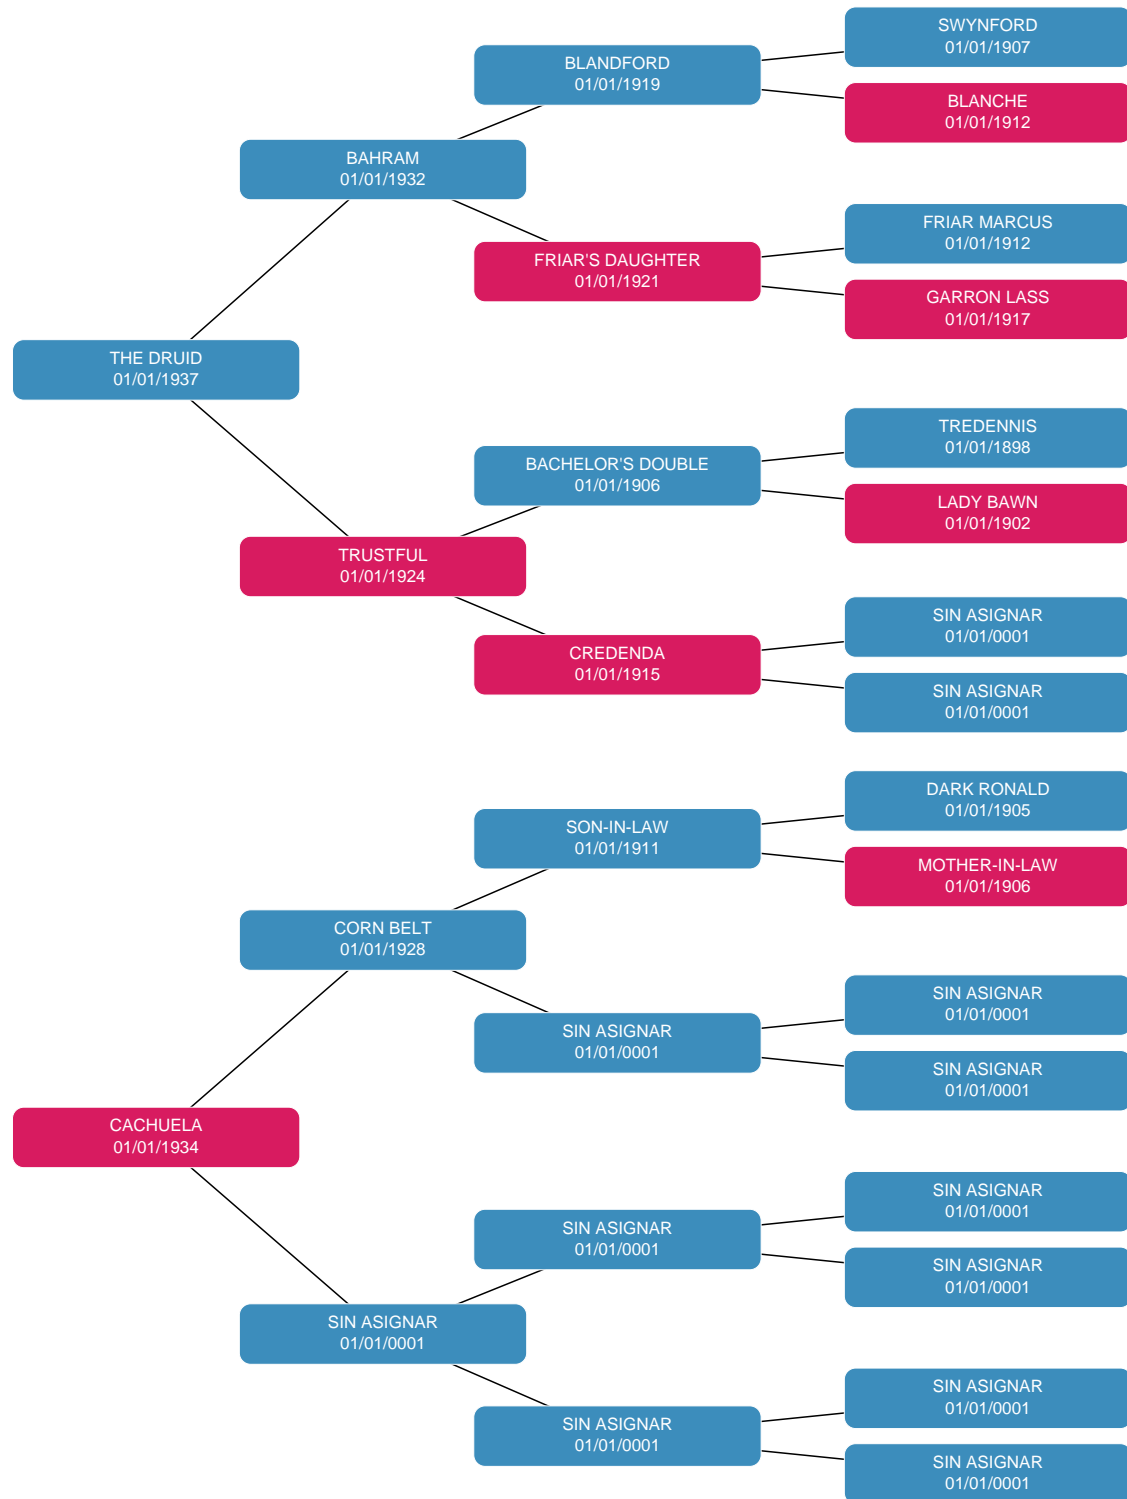 SWYNFORD
01/01/1907
BLANDFORD
01/01/1919
BLANCHE
01/01/1912
BAHRAM
01/01/1932
FRIAR MARCUS
01/01/1912
FRIAR'S DAUGHTER
01/01/1921
GARRON LASS
01/01/1917
THE DRUID
01/01/1937
TREDENNIS
01/01/1898
BACHELOR'S DOUBLE
01/01/1906
LADY BAWN
01/01/1902
TRUSTFUL
01/01/1924
SIN ASIGNAR
01/01/0001
CREDENDA
01/01/1915
SIN ASIGNAR
01/01/0001
DARK RONALD
01/01/1905
SON-IN-LAW
01/01/1911
MOTHER-IN-LAW
01/01/1906
CORN BELT
01/01/1928
SIN ASIGNAR
01/01/0001
SIN ASIGNAR
01/01/0001
SIN ASIGNAR
01/01/0001
CACHUELA
01/01/1934
SIN ASIGNAR
01/01/0001
SIN ASIGNAR
01/01/0001
SIN ASIGNAR
01/01/0001
SIN ASIGNAR
01/01/0001
SIN ASIGNAR
01/01/0001
SIN ASIGNAR
01/01/0001
SIN ASIGNAR
01/01/0001